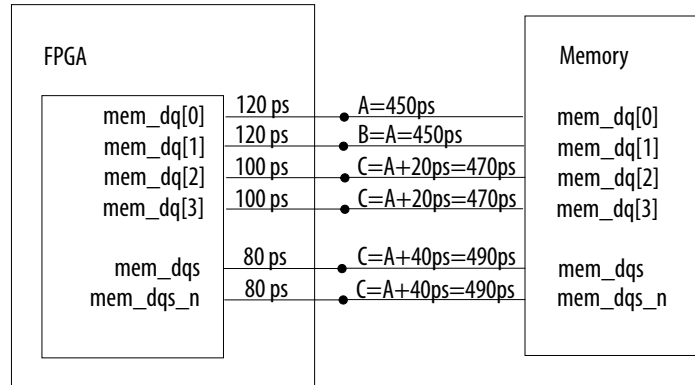 FPGA Memory
mem_dq[0] 120 ps A=450ps mem_dq[0]
mem_dq[1] 120 ps B=A=450ps mem_dq[1]
mem_dq[2] 100 ps C=A+20ps=470ps mem_dq[2]
mem_dq[3] 100 ps C=A+20ps=470ps mem_dq[3]
mem_dqs 80 ps C=A+40ps=490ps mem_dqs
mem_dqs_n 80 ps C=A+40ps=490ps mem_dqs_n